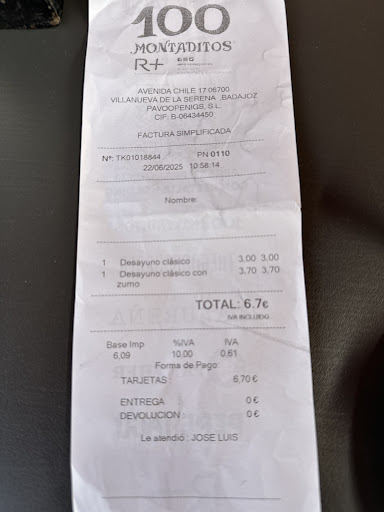 100
MONTADITOS
R+
AVENIDA CHILE 17 06700
VILLANUEVA DE LA SERENA .BADAJOZ
PAVOOPENIGS, S.L.
CIF: B-06434450
FACTURA SIMPLIFICADA
Nº: TK01018844 PN 0110
22/06/2025 10:58:14
Nombre:
1 Desayuno clásico 3,00 3,00
1 Desayuno clásico con 3,70 3,70
zumo
TOTAL: 6.7€
IVA INCLUIDO
Base Imp %IVA IVA
6,09 10,00 0,61
Forma de Pago:
TARJETAS 6,70 €
ENTREGA 0 €
DEVOLUCION 0 €
Le atendió : JOSE LUIS